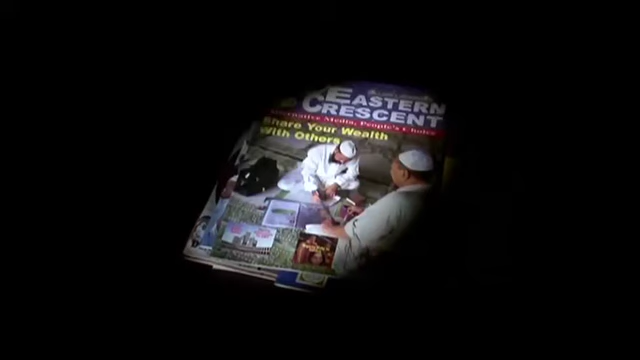 EASTERN
CRESCENT
Alternative Media, People's Choice
Share Your Wealth
With Others